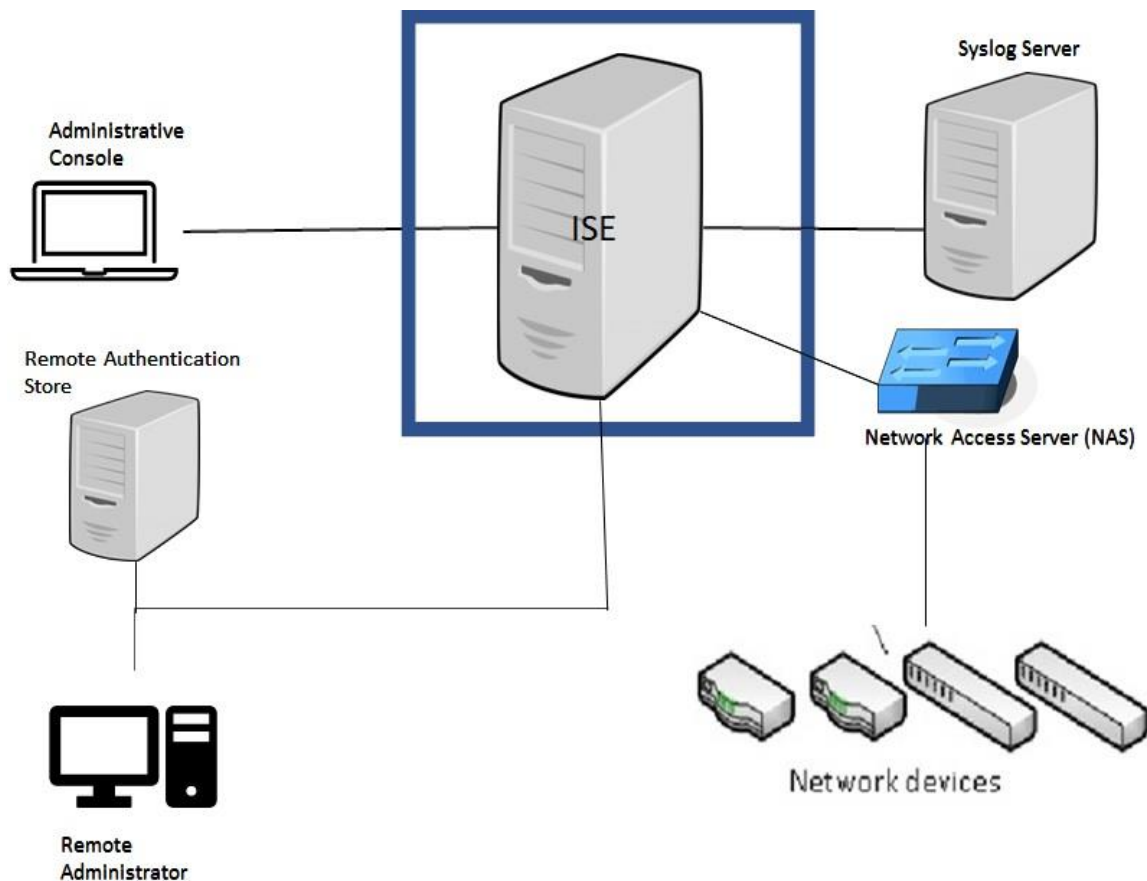 Syslog Server
Administrative
Console
ISE
Remote Authentication
Store
Network Access Server (NAS)
Network devices
Remote
Administrator